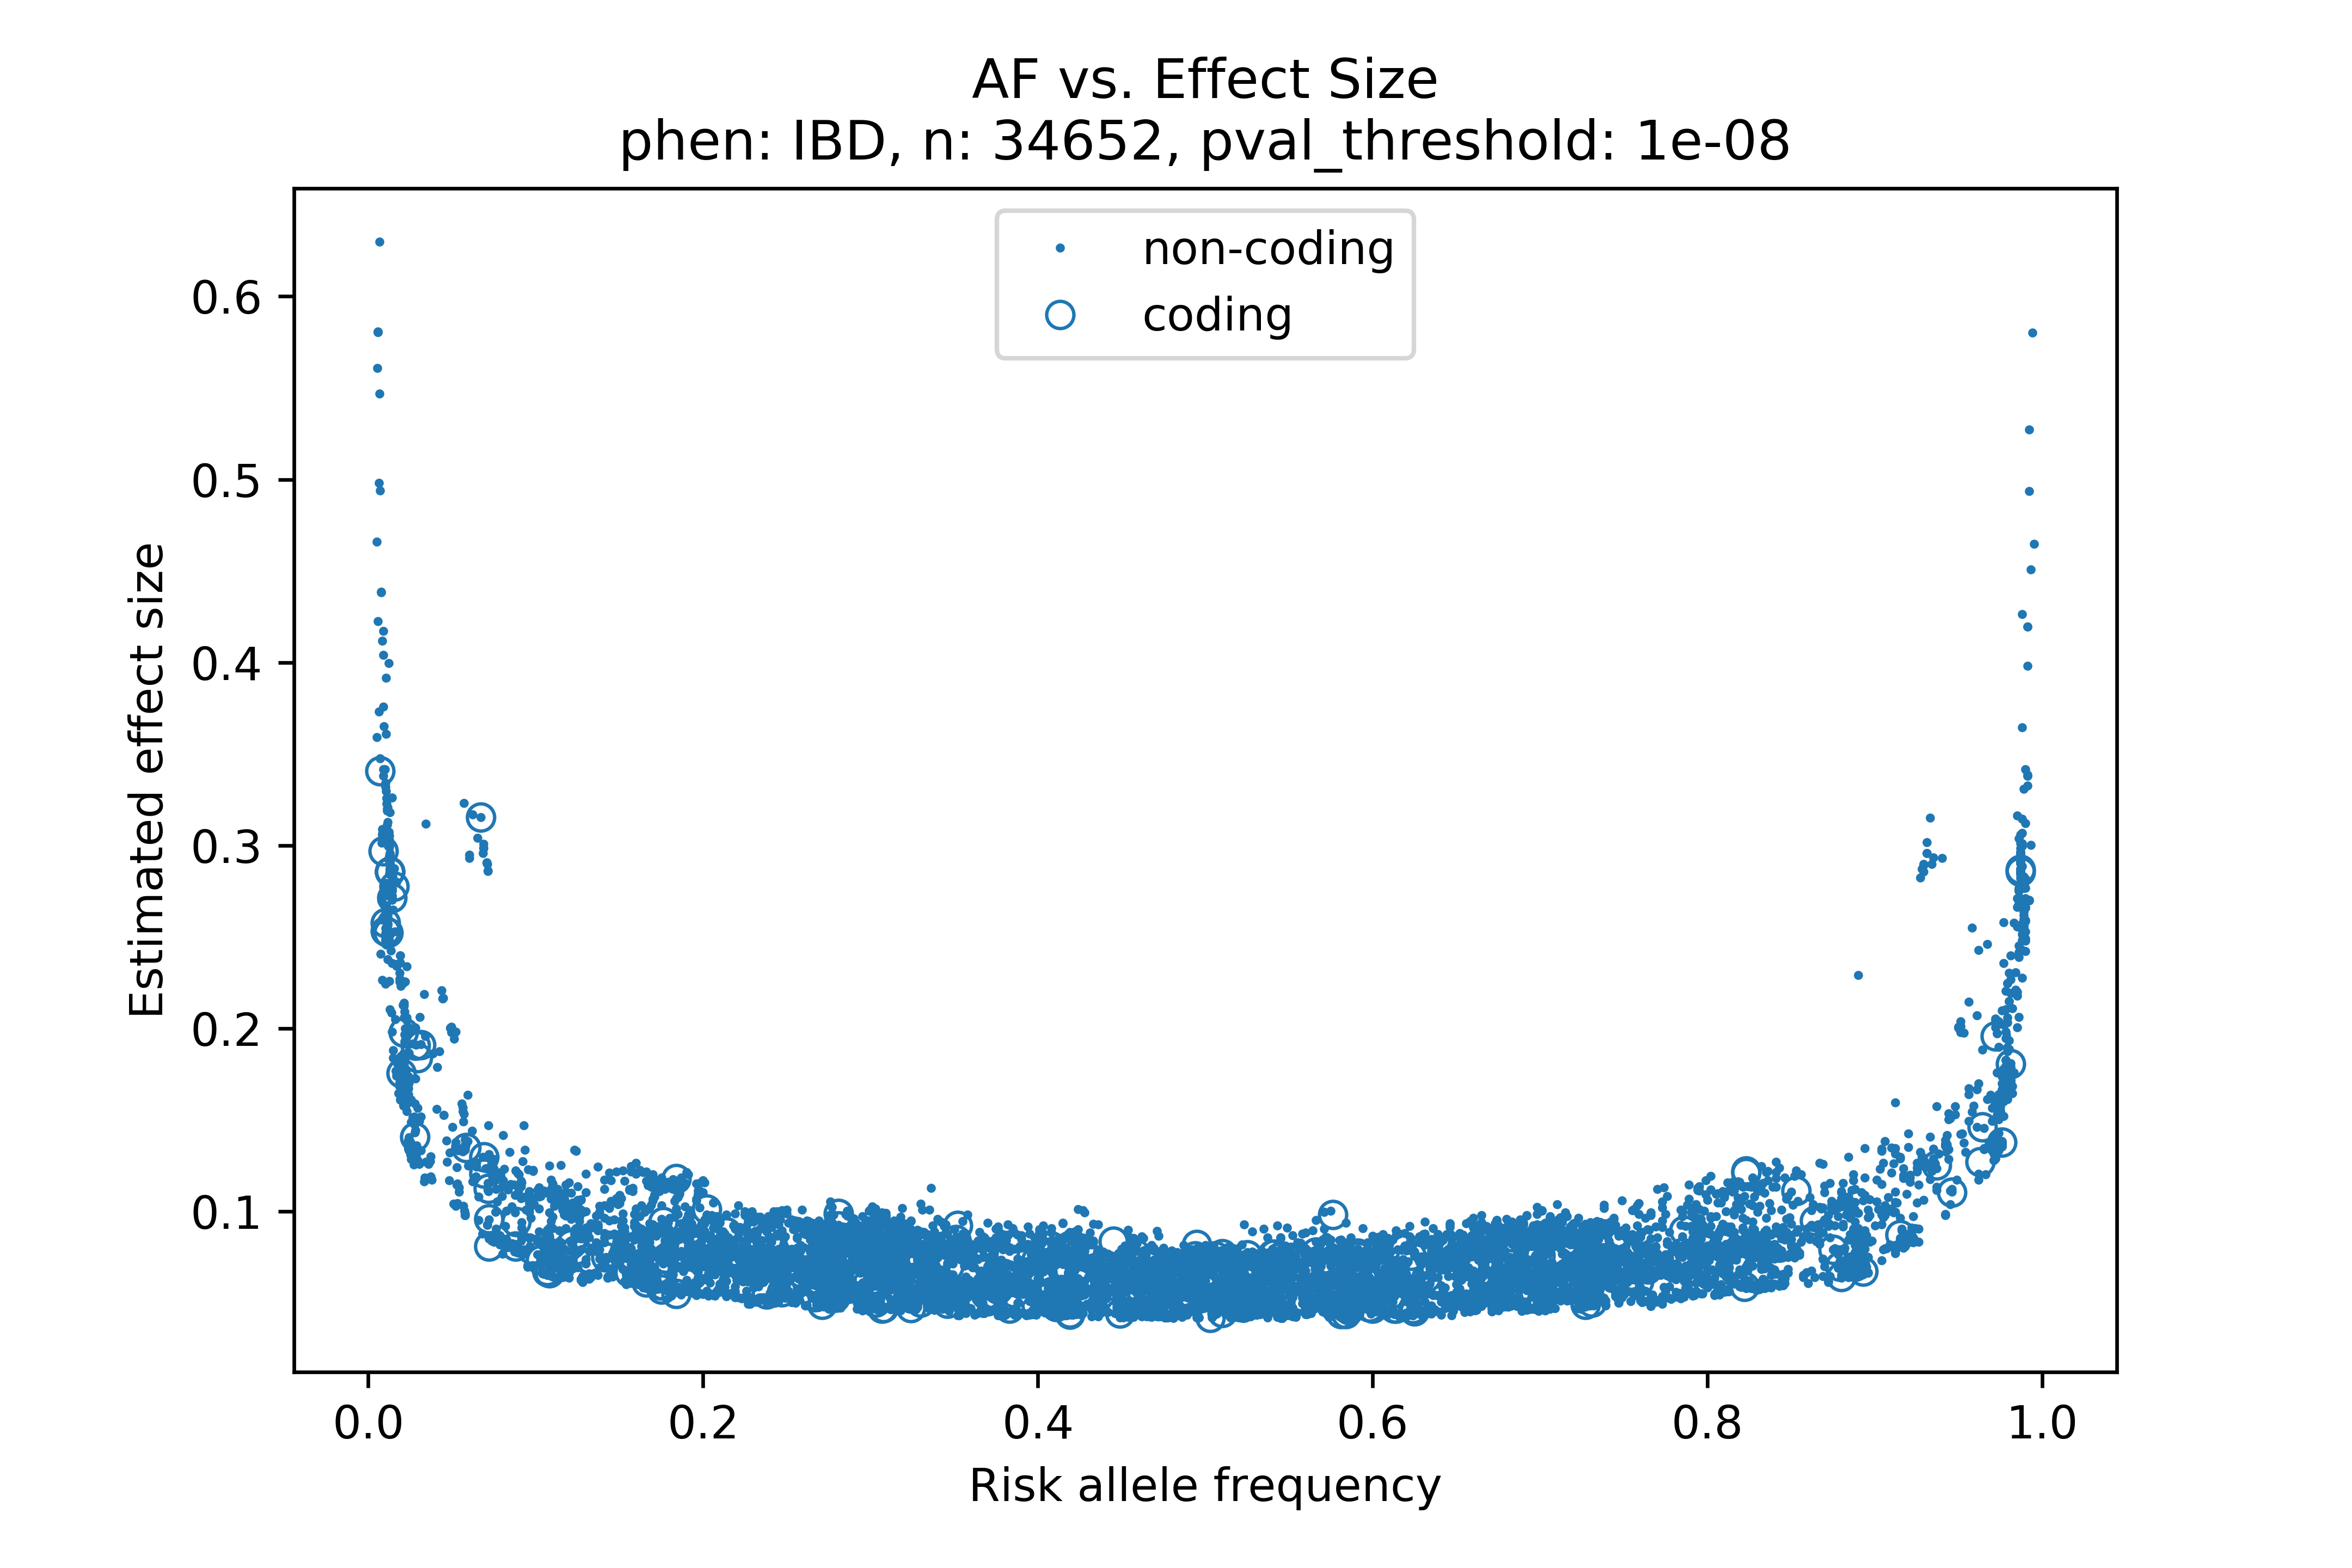 AF vs. Effect Size
phen: IBD, n: 34652, pval_threshold: 1e-08
non-coding
coding
0.6
0.5
0.4
0.3
0.2
0.1
Estimated effect size
0.0 0.2 0.4 0.6 0.8 1.0
Risk allele frequency